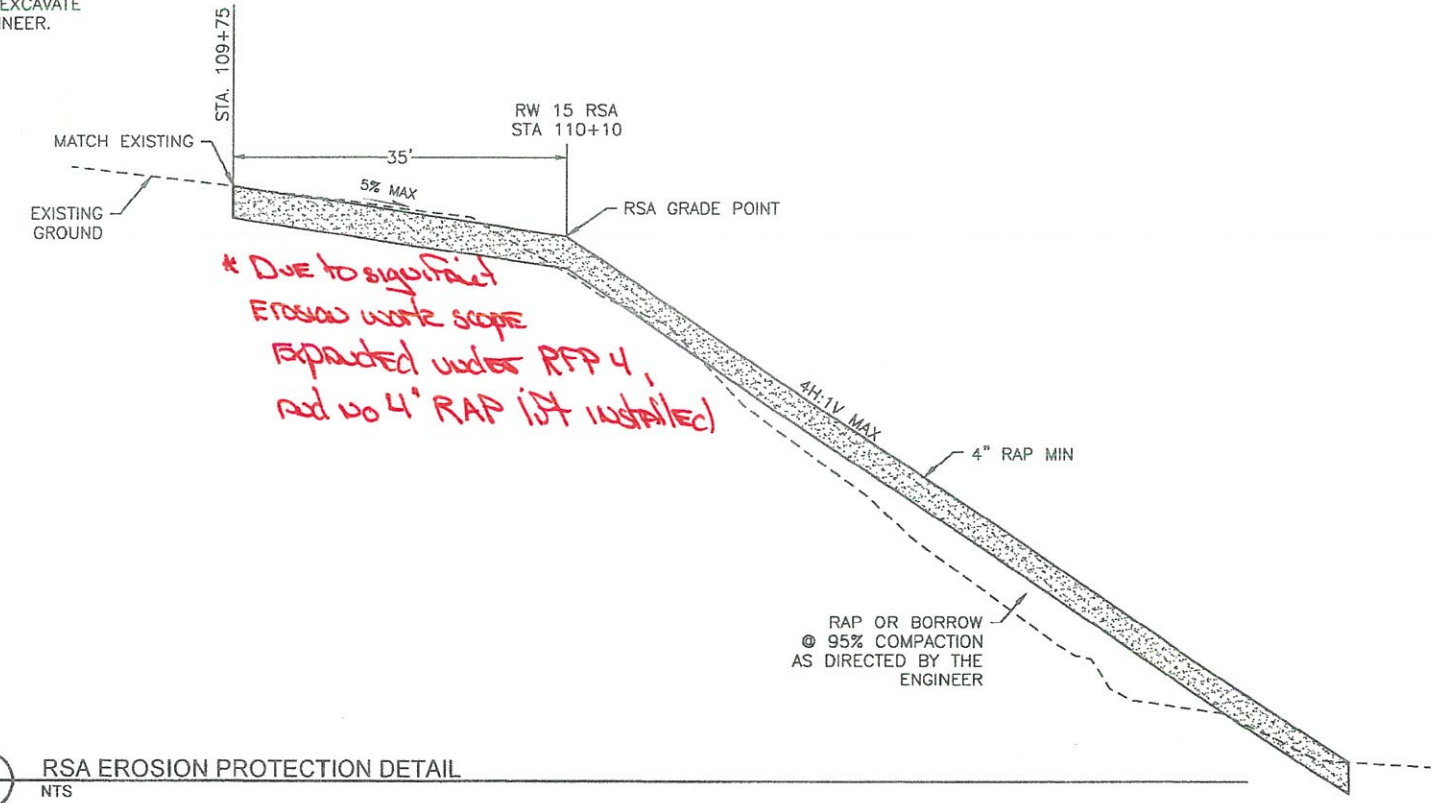 EXCAVATE
INEER.
STA. 109+75
RW 15 RSA
STA 110+10
MATCH EXISTING
35'
5% MAX
EXISTING
GROUND
RSA GRADE POINT
* Due to significant
Erosion work scope
Expanded under RFP 4,
and no 4" RAP lift installed
4H:1V MAX
4" RAP MIN
RAP OR BORROW
@ 95% COMPACTION
AS DIRECTED BY THE
ENGINEER
RSA EROSION PROTECTION DETAIL
NTS